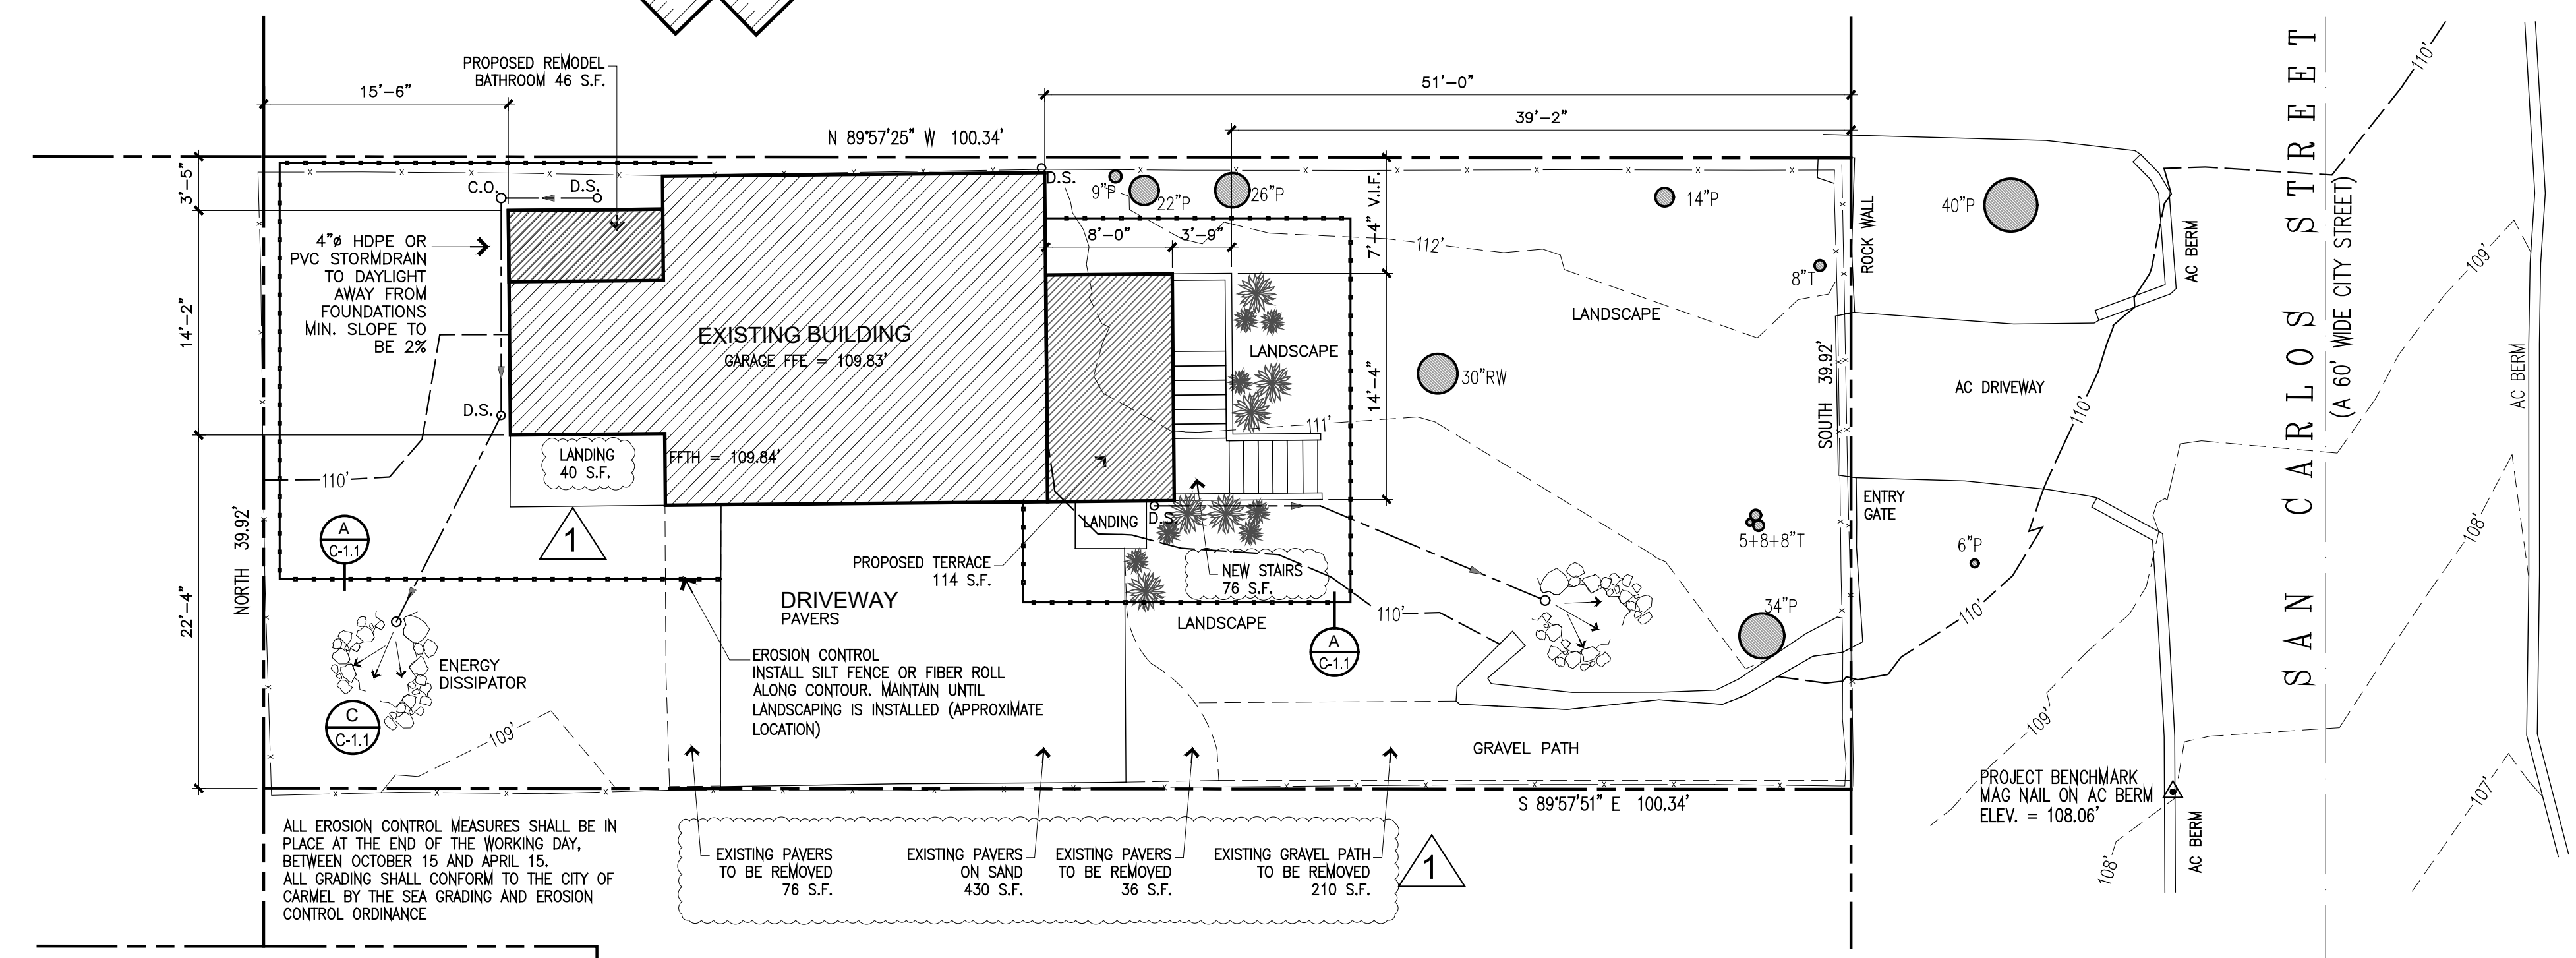 PROPOSED REMODEL
BATHROOM 46 S.F.
15'-6"
51'-0"
39'-2"
N 89°57'25" W 100.34'
3'-5"
14'-2"
22'-4"
C.O.
D.S.
D.S.
9"P
22"P
26"P
14"P
40"P
8'-0"
3'-9"
7'-4" V.I.F.
14'-4"
112'
8"T
ROCK WALL
AC BERM
4"ø HDPE OR
PVC STORMDRAIN
TO DAYLIGHT
AWAY FROM
FOUNDATIONS
MIN. SLOPE TO
BE 2%
EXISTING BUILDING
GARAGE FFE = 109.83'
LANDSCAPE
LANDSCAPE
30"RW
SOUTH 39.92'
AC DRIVEWAY
110'
110'
109'
AC BERM
SAN CARLOS STREET
(A 60' WIDE CITY STREET)
D.S.
LANDING
40 S.F.
FFTH = 109.84'
111'
110'
1
A
C-1.1
NORTH 39.92'
LANDING
D.S.
PROPOSED TERRACE
114 S.F.
NEW STAIRS
76 S.F.
LANDSCAPE
110'
A
C-1.1
5+8+8"T
ENTRY
GATE
6"P
34"P
110'
108'
109'
DRIVEWAY
PAVERS
EROSION CONTROL
INSTALL SILT FENCE OR FIBER ROLL
ALONG CONTOUR. MAINTAIN UNTIL
LANDSCAPING IS INSTALLED (APPROXIMATE
LOCATION)
ENERGY
DISSIPATOR
C
C-1.1
109'
GRAVEL PATH
PROJECT BENCHMARK
MAG NAIL ON AC BERM
ELEV. = 108.06'
107'
108'
AC BERM
S 89°57'51" E 100.34'
ALL EROSION CONTROL MEASURES SHALL BE IN
PLACE AT THE END OF THE WORKING DAY,
BETWEEN OCTOBER 15 AND APRIL 15.
ALL GRADING SHALL CONFORM TO THE CITY OF
CARMEL BY THE SEA GRADING AND EROSION
CONTROL ORDINANCE
EXISTING PAVERS
TO BE REMOVED
76 S.F.
EXISTING PAVERS
ON SAND
430 S.F.
EXISTING PAVERS
TO BE REMOVED
36 S.F.
EXISTING GRAVEL PATH
TO BE REMOVED
210 S.F.
1